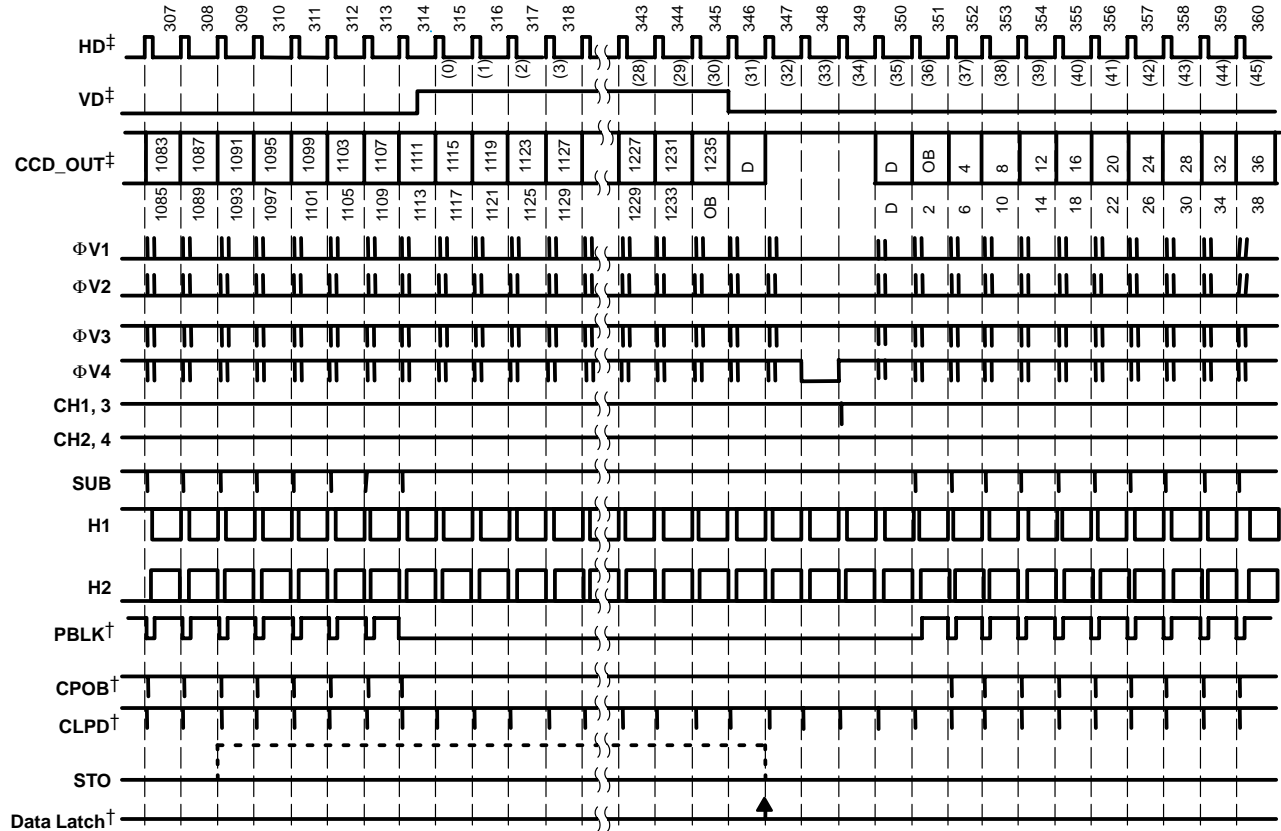 307 308 309 310 311 312 313 314 315 316 317 318 343 344 345 346 347 348 349 350 351 352 353 354 355 356 357 358 359 360
HD‡
(0) (1) (2) (3) (28) (29) (30) (31) (32) (33) (34) (35) (36) (37) (38) (39) (40) (41) (42) (43) (44) (45)
VD‡
CCD_OUT‡ 1083 1087 1091 1095 1099 1103 1107 1111 1115 1119 1123 1127 1227 1231 1235 D D OB 4 8 12 16 20 24 28 32 36
1085 1089 1093 1097 1101 1105 1109 1113 1117 1121 1125 1129 1229 1233 OB D 2 6 10 14 18 22 26 30 34 38
ΦV1
ΦV2
ΦV3
ΦV4
CH1, 3
CH2, 4
SUB
H1
H2
PBLK†
CPOB†
CLPD†
STO
Data Latch†